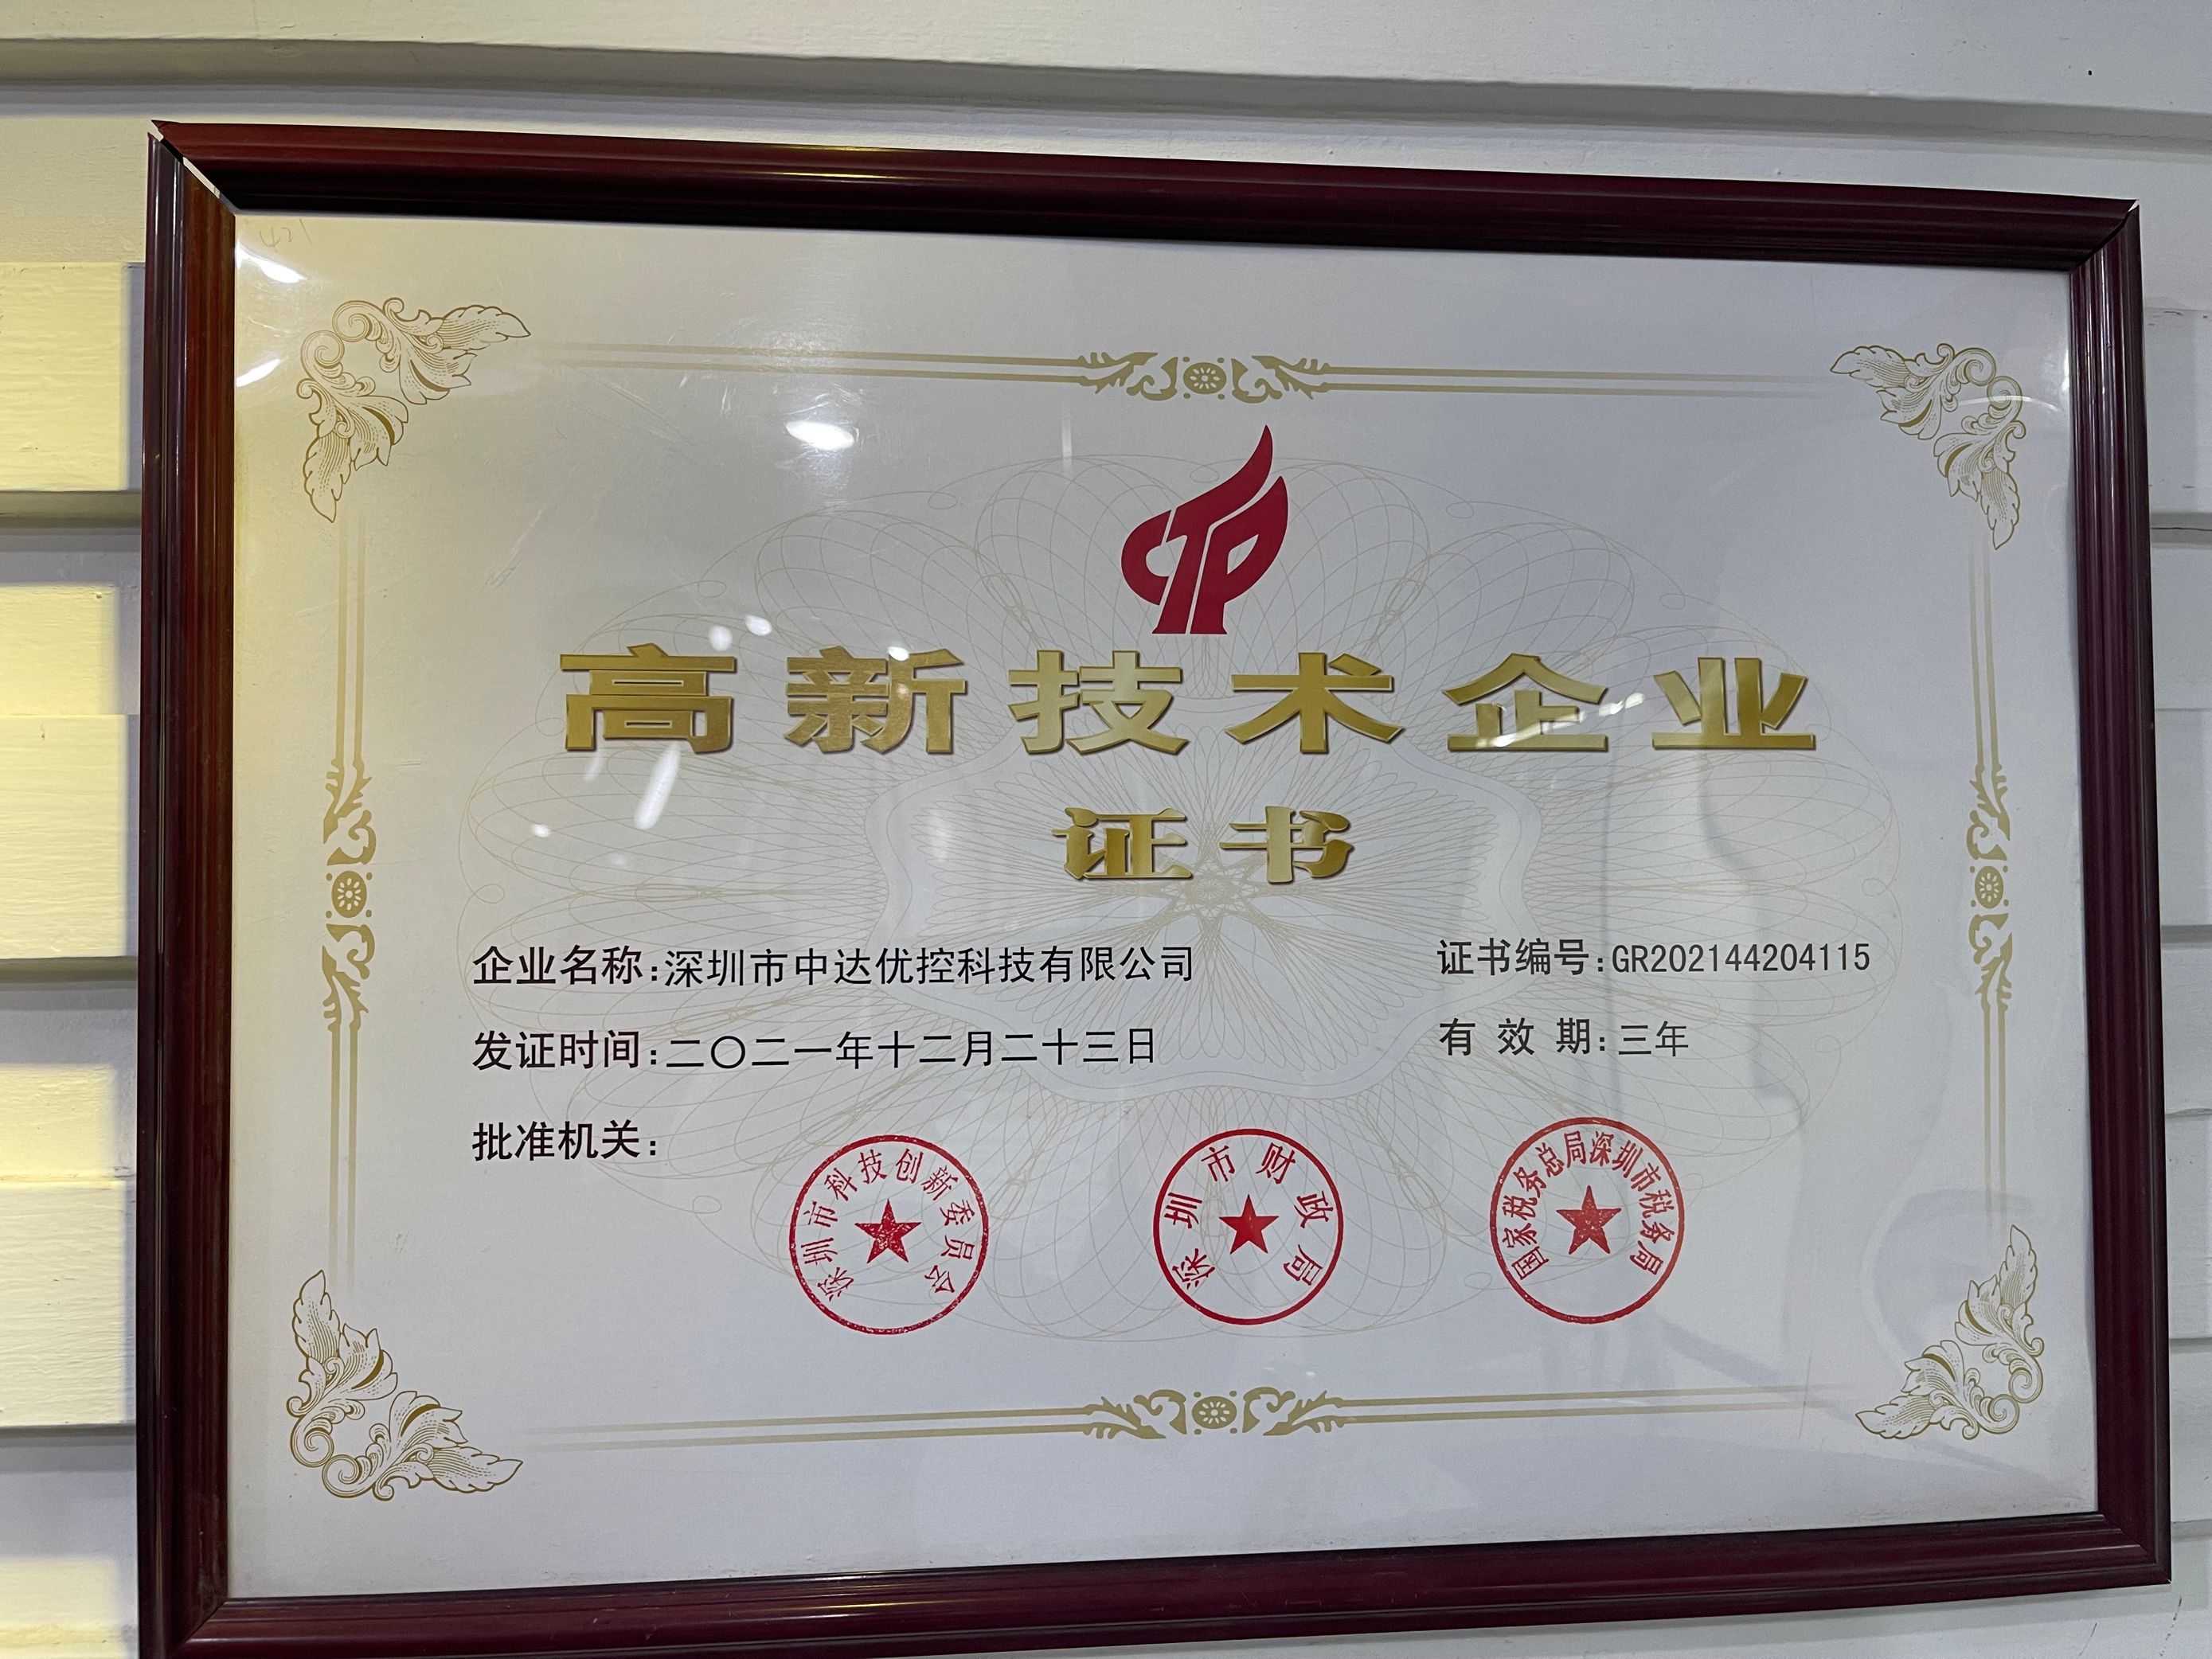 高新技术企业
证书
企业名称:深圳市中达优控科技有限公司
证书编号:GR202144204115
发证时间:二〇二一年十二月二十三日
有效期:三年
批准机关:
深圳市科技创新委员会
深圳市财政局
国家税务总局深圳市税务局